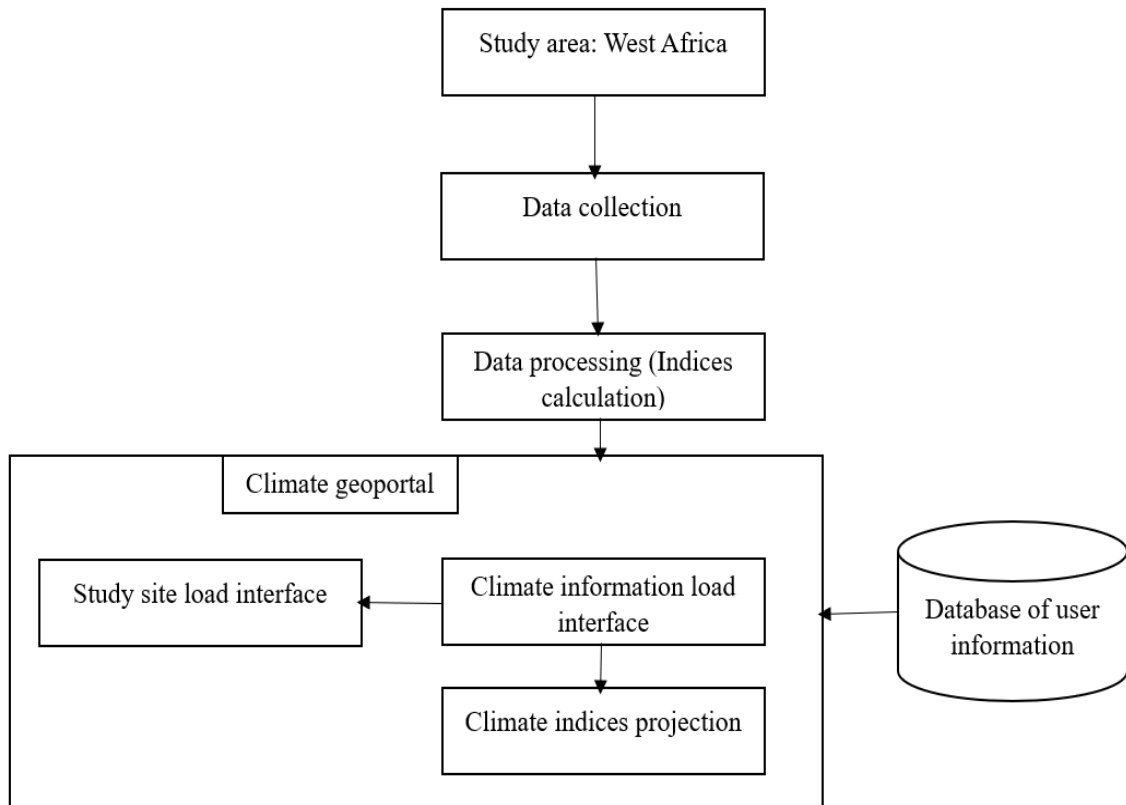 Study area: West Africa
Data collection
Data processing (Indices
calculation)
Climate geoportal
Study site load interface
Climate information load
interface
Database of user
information
Climate indices projection